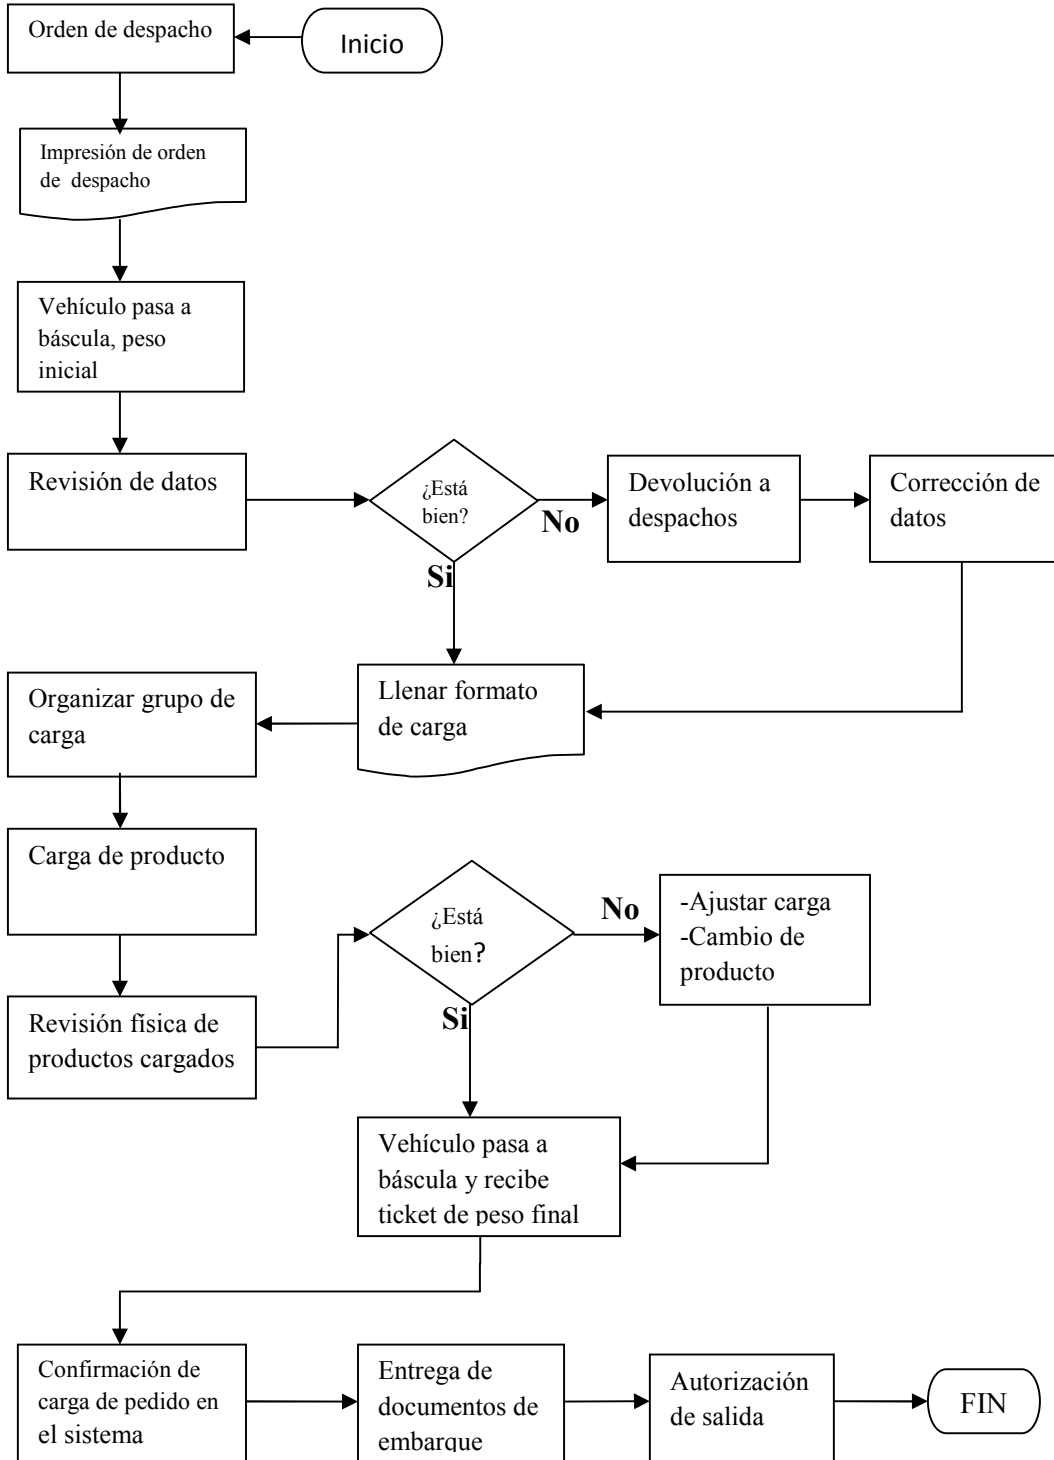 Orden de despacho
Inicio
Impresión de orden
de despacho
Vehículo pasa a
báscula, peso
inicial
Revisión de datos
¿Está
bien?
No
Si
Devolución a
despachos
Corrección de
datos
Llenar formato
de carga
Organizar grupo de
carga
Carga de producto
Revisión física de
productos cargados
¿Está
bien?
No
Si
-Ajustar carga
-Cambio de
producto
Vehículo pasa a
báscula y recibe
ticket de peso final
Confirmación de
carga de pedido en
el sistema
Entrega de
documentos de
embarque
Autorización
de salida
FIN